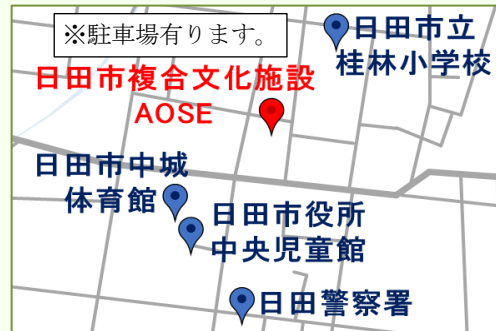 ※駐車場有ります。
日田市立
桂林小学校
日田市複合文化施設
AOSE
日田市中城
体育館
日田市役所
中央児童館
日田警察署